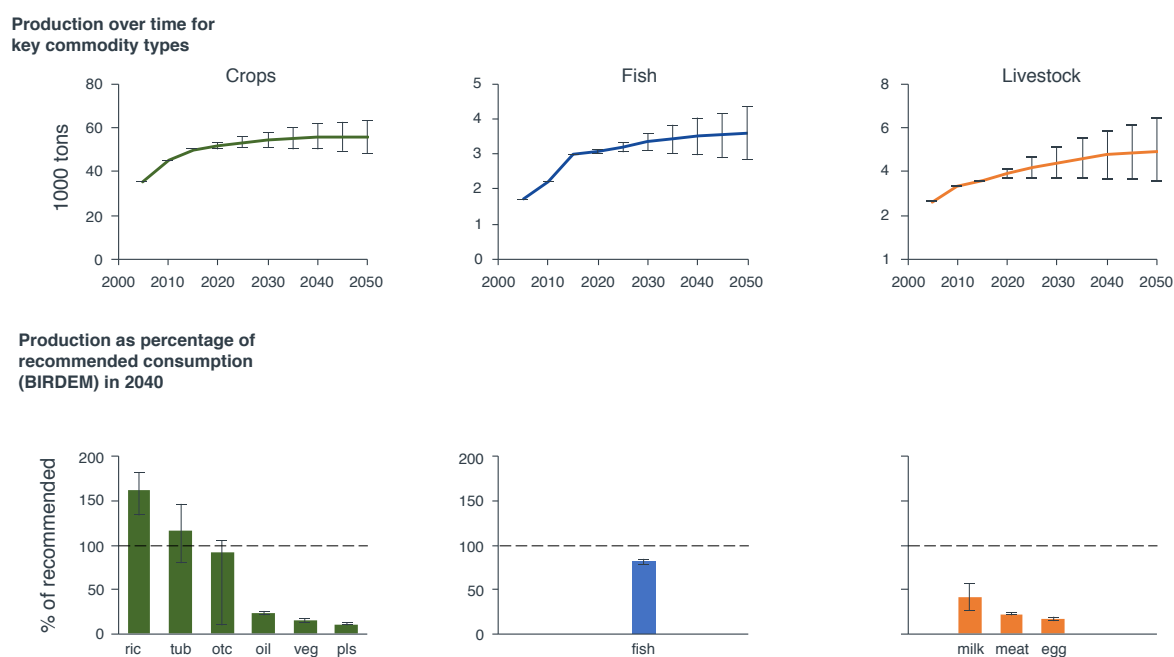 Production over time for
key commodity types
Crops
Fish
Livestock
1000 tons
80
60
40
20
0
2000 2010 2020 2030 2040 2050
5
4
3
2
1
0
2000 2010 2020 2030 2040 2050
8
6
4
2
1
2000 2010 2020 2030 2040 2050
Production as percentage of
recommended consumption
(BIRDEM) in 2040
% of recommended
200
150
100
50
0
ric tub otc oil veg pls
200
150
100
50
0
fish
milk meat egg